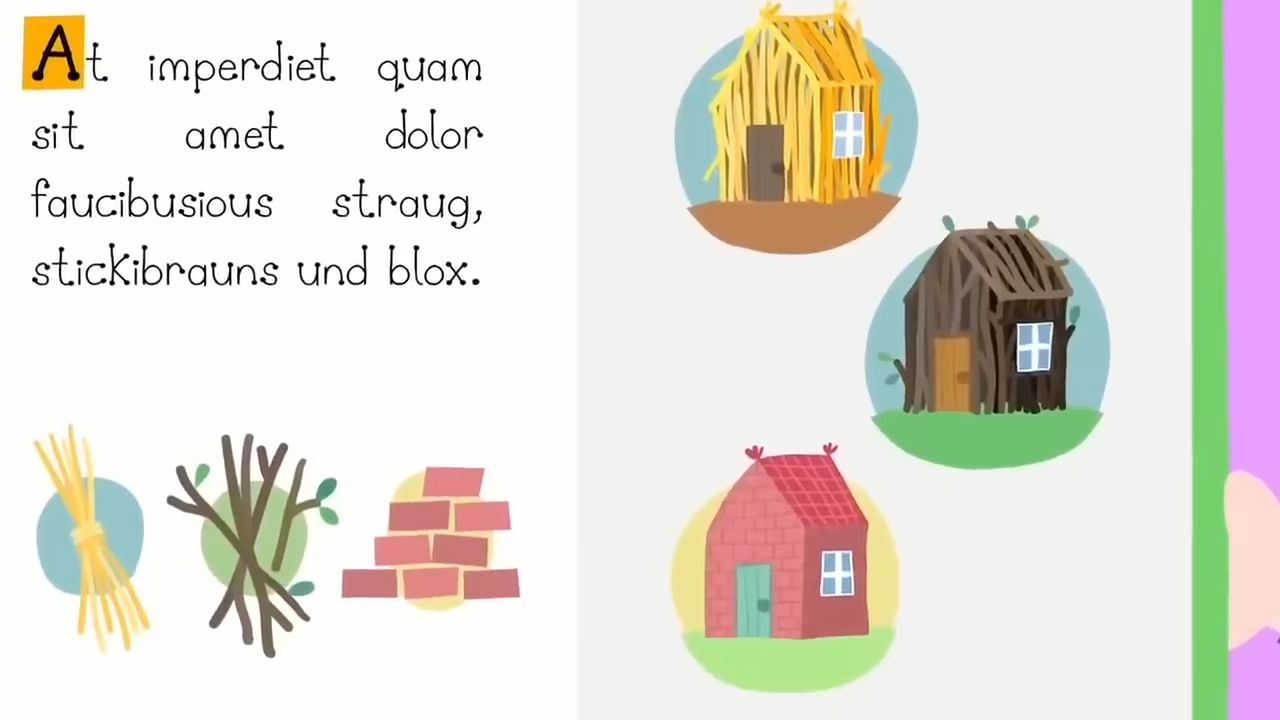 At imperdiet quam
sit amet dolor
faucibusious straug,
stickibrauns und blox.